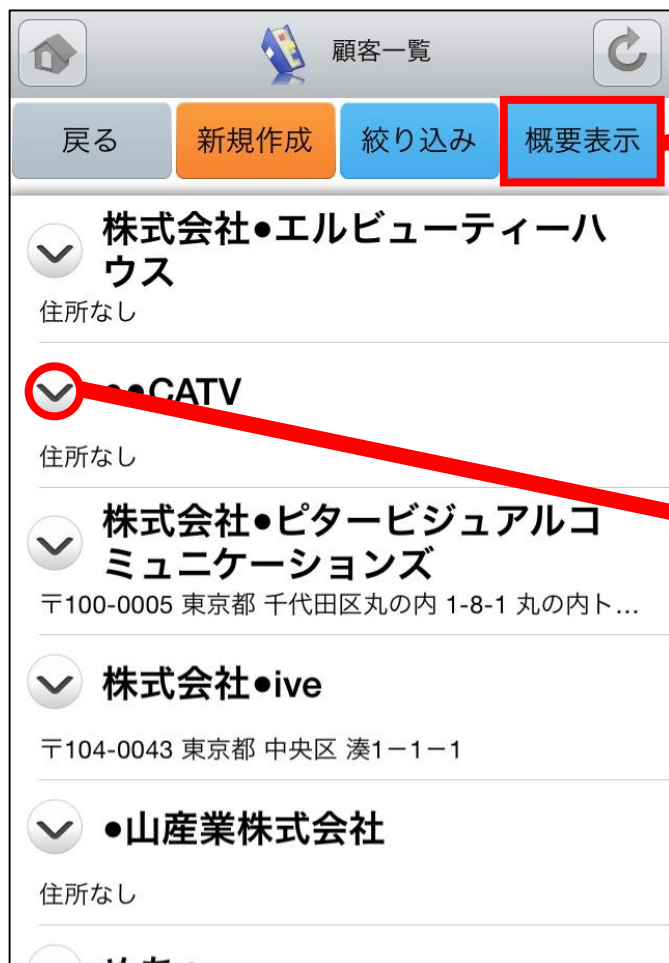 顧客一覧
戻る 新規作成 絞り込み 概要表示
株式会社●エルビューティーハ
ウス
住所なし
●●CATV
住所なし
株式会社●ピタービジュアルコ
ミュニケーションズ
〒100-0005 東京都 千代田区丸の内 1-8-1 丸の内ト...
株式会社●ive
〒104-0043 東京都 中央区 湊1－1－1
●山産業株式会社
住所なし